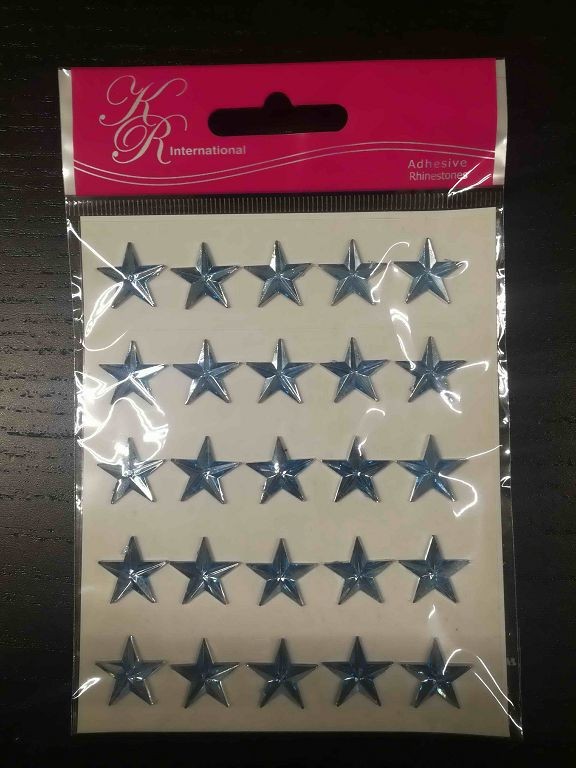 KR International
Adhesive
Rhinestones